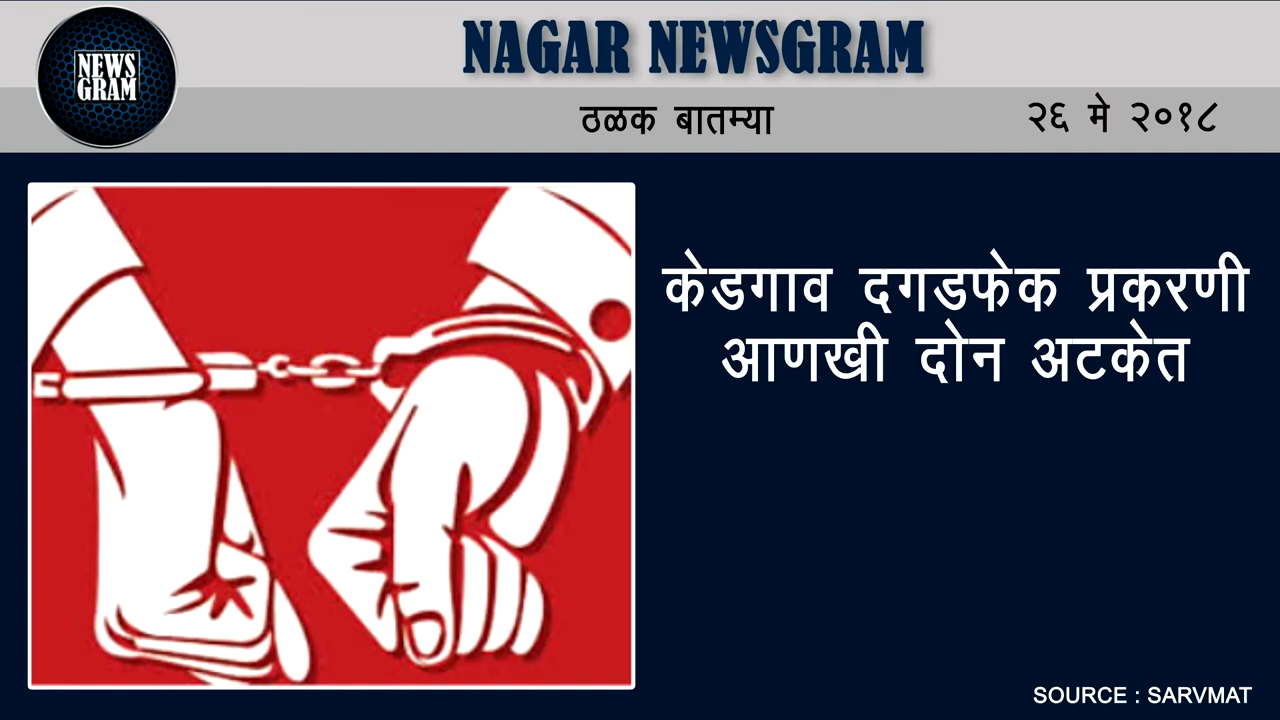 NEWS
GRAM
NAGAR NEWSGRAM
ठळक बातम्या
२६ मे २०१८
केडगाव दगडफेक प्रकरणी
आणखी दोन अटकेत
SOURCE : SARVMAT